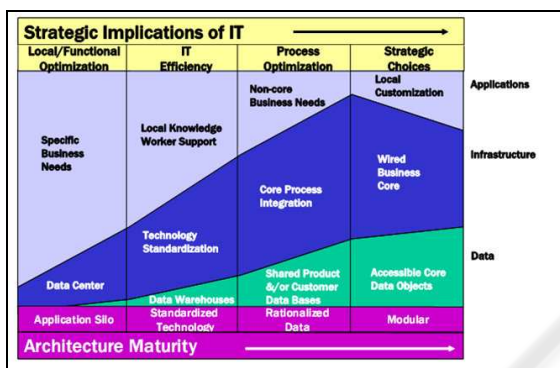 Strategic Implications of IT
Local/Functional
Optimization
IT
Efficiency
Process
Optimization
Strategic
Choices
Specific
Business
Needs
Local Knowledge
Worker Support
Non-core
Business Needs
Local
Customization
Applications
Data Center
Technology
Standardization
Core Process
Integration
Wired
Business
Core
Infrastructure
Data Warehouses
Shared Product
&/or Customer
Data Bases
Accessible Core
Data Objects
Data
Application Silo
Standardized
Technology
Rationalized
Data
Modular
Architecture Maturity